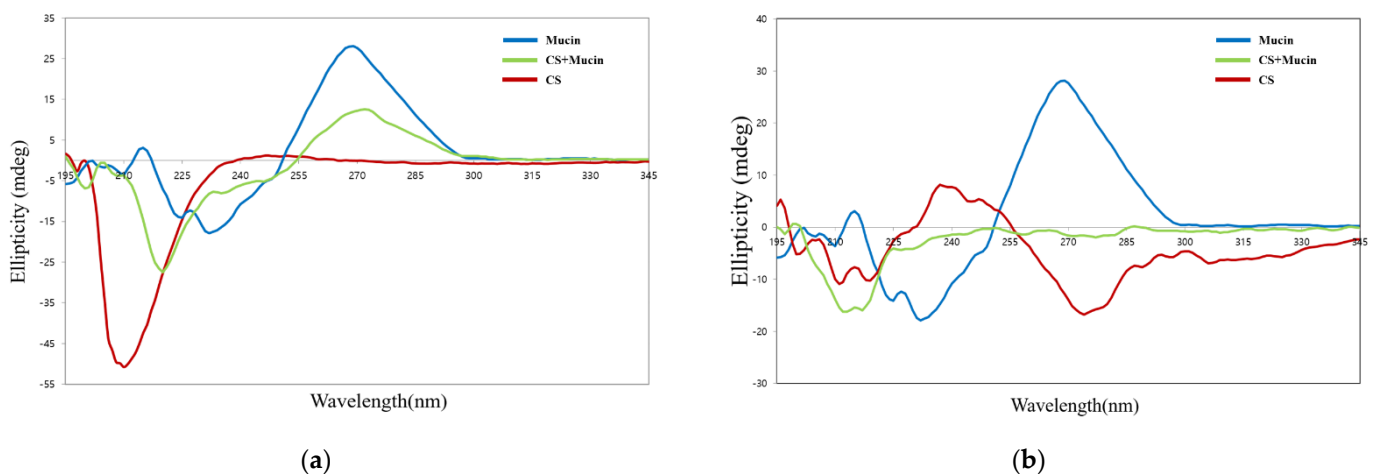 35
25
15
5
-5
-15
-25
-35
-45
-55
195 210 225 240 255 270 285 300 315 330 345
Ellipticity (mdeg)
Wavelength(nm)
Mucin
CS+Mucin
CS
(a)
40
30
20
10
0
-10
-20
-30
195 210 225 240 255 270 285 300 315 330 345
Ellipticity (mdeg)
Wavelength(nm)
Mucin
CS+Mucin
CS
(b)